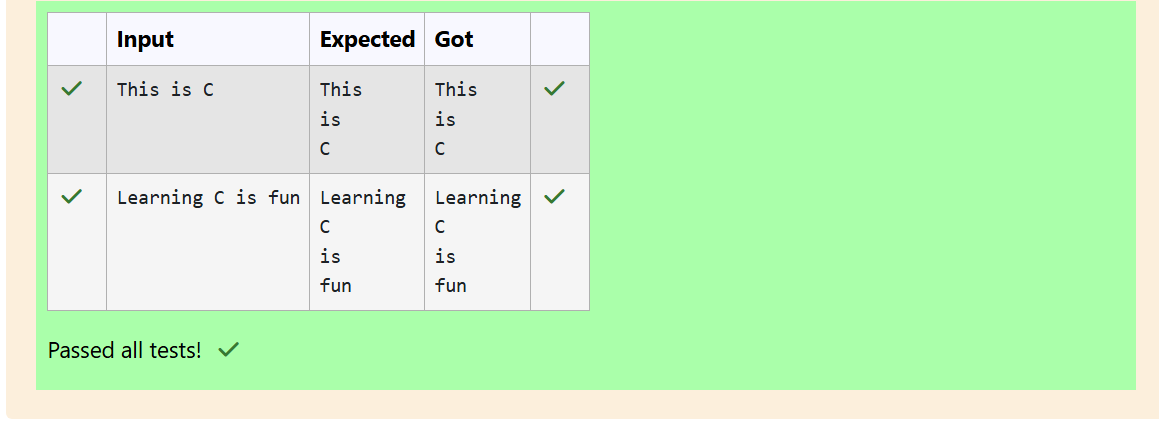 Input Expected Got
This is C This This
is is
C C
Learning C is fun Learning Learning
C C
is is
fun fun
Passed all tests!